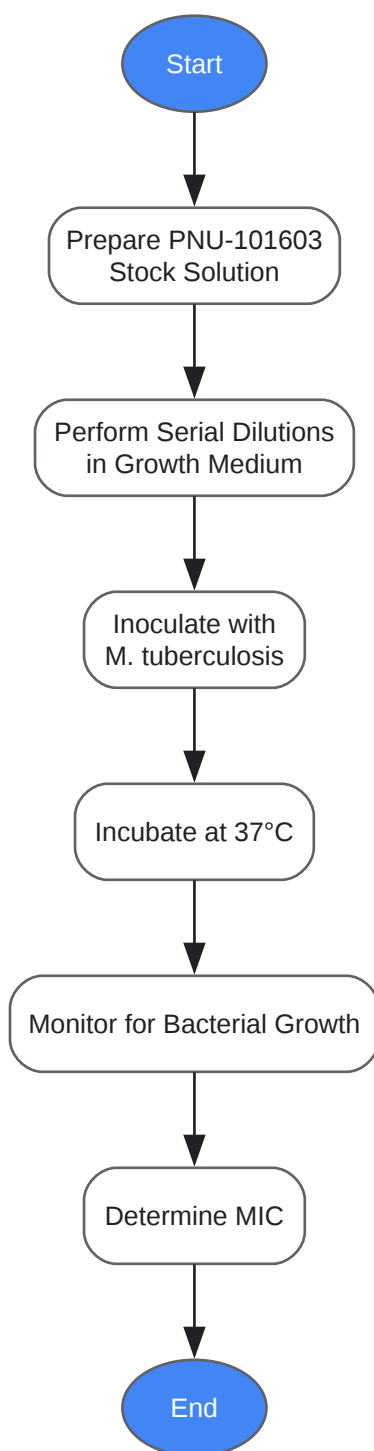 Start
Prepare PNU-101603
Stock Solution
Perform Serial Dilutions
in Growth Medium
Inoculate with
M. tuberculosis
Incubate at 37°C
Monitor for Bacterial Growth
Determine MIC
End